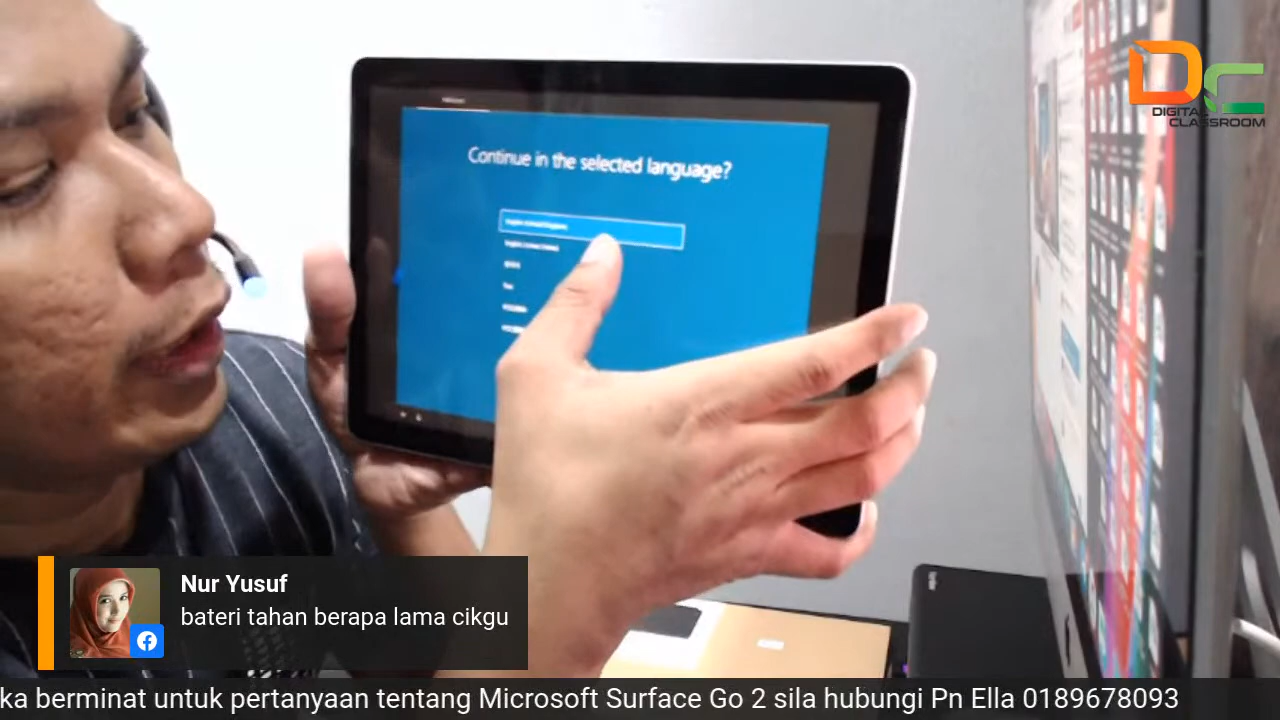 DIGITAL
CLASSROOM
Continue in the selected language?
Nur Yusuf
bateri tahan berapa lama cikgu
ka berminat untuk pertanyaan tentang Microsoft Surface Go 2 sila hubungi Pn Ella 0189678093